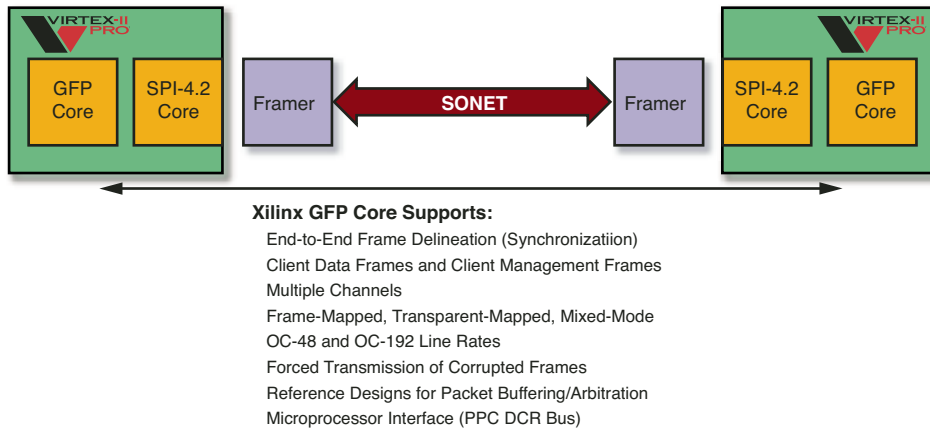 VIRTEX-II
PRO
VIRTEX-II
PRO
GFP
Core
SPI-4.2
Core
Framer
SONET
Framer
SPI-4.2
Core
GFP
Core
Xilinx GFP Core Supports:
End-to-End Frame Delineation (Synchronizatiion)
Client Data Frames and Client Management Frames
Multiple Channels
Frame-Mapped, Transparent-Mapped, Mixed-Mode
OC-48 and OC-192 Line Rates
Forced Transmission of Corrupted Frames
Reference Designs for Packet Buffering/Arbitration
Microprocessor Interface (PPC DCR Bus)